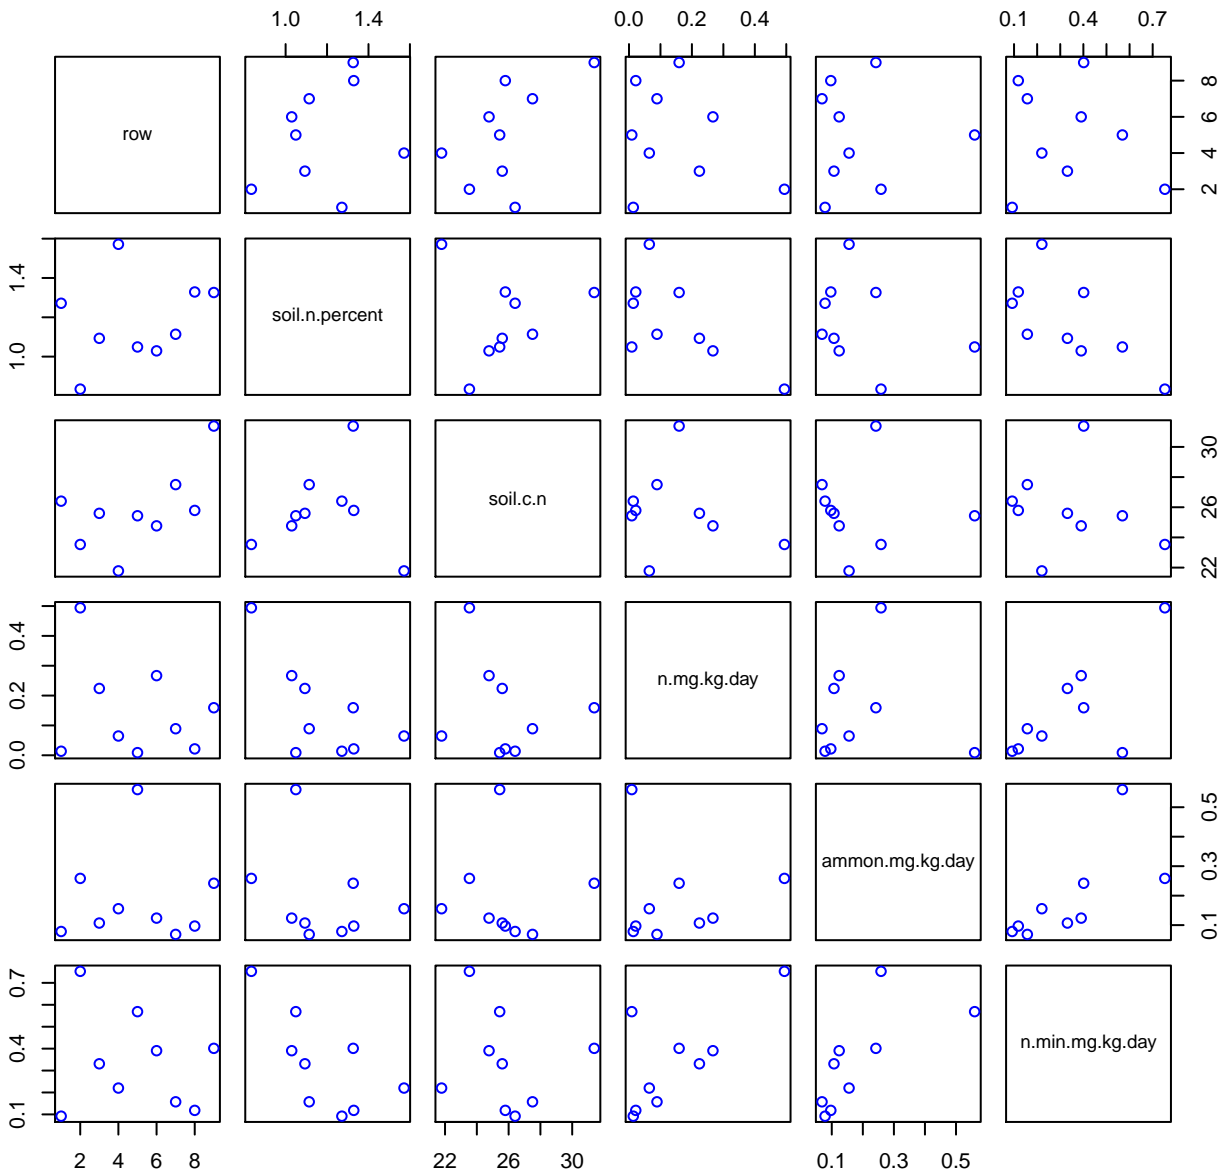 1.0 1.4 0.0 0.2 0.4 0.1 0.4 0.7
row 2 4 6 8
1.0 1.4 soil.n.percent
soil.c.n 22 26 30
0.0 0.2 0.4 n.mg.kg.day
ammon.mg.kg.day 0.1 0.3 0.5
0.1 0.4 0.7 n.min.mg.kg.day
2 4 6 8 22 26 30 0.1 0.3 0.5